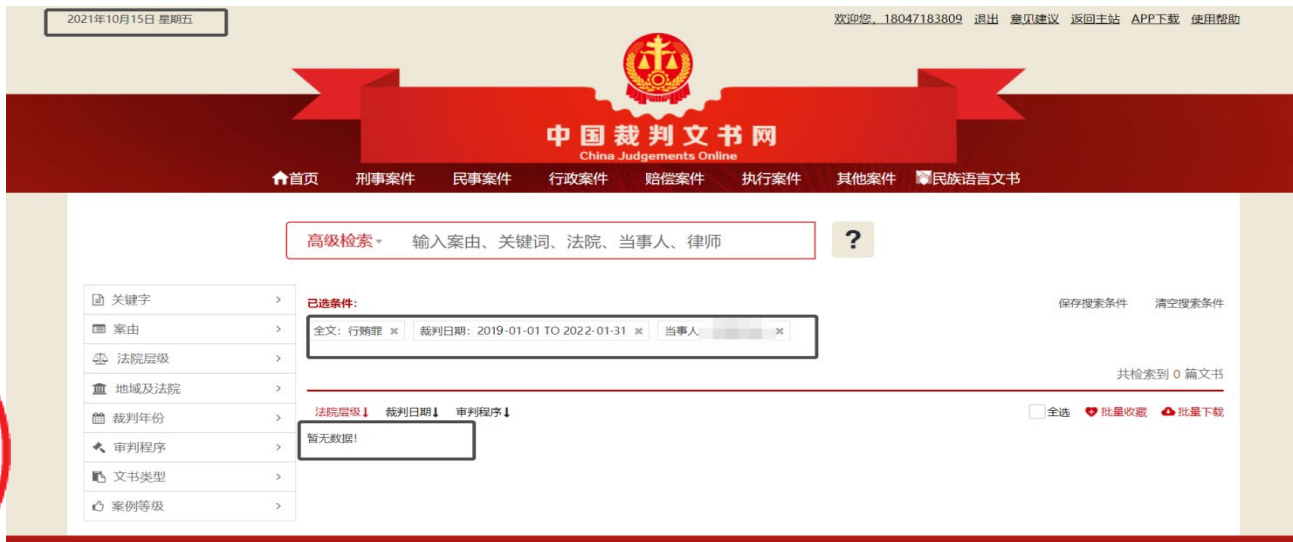 2021年10月15日 星期五
欢迎您，18047183809 退出 意见建议 返回主站 APP下载 使用帮助
中国裁判文书网
China Judgements Online
首页 刑事案件 民事案件 行政案件 赔偿案件 执行案件 其他案件 民族语言文书
高级检索 输入案由、关键词、法院、当事人、律师 ?
关键字
案由
法院层级
地域及法院
裁判年份
审判程序
文书类型
案例等级
已选条件:
保存搜索条件 清空搜索条件
全文：行贿罪 × 裁判日期：2019-01-01 TO 2022-01-31 × 当事人 ×
共检索到 0 篇文书
法院层级↓ 裁判日期↓ 审判程序↓
全选 批量收藏 批量下载
暂无数据!